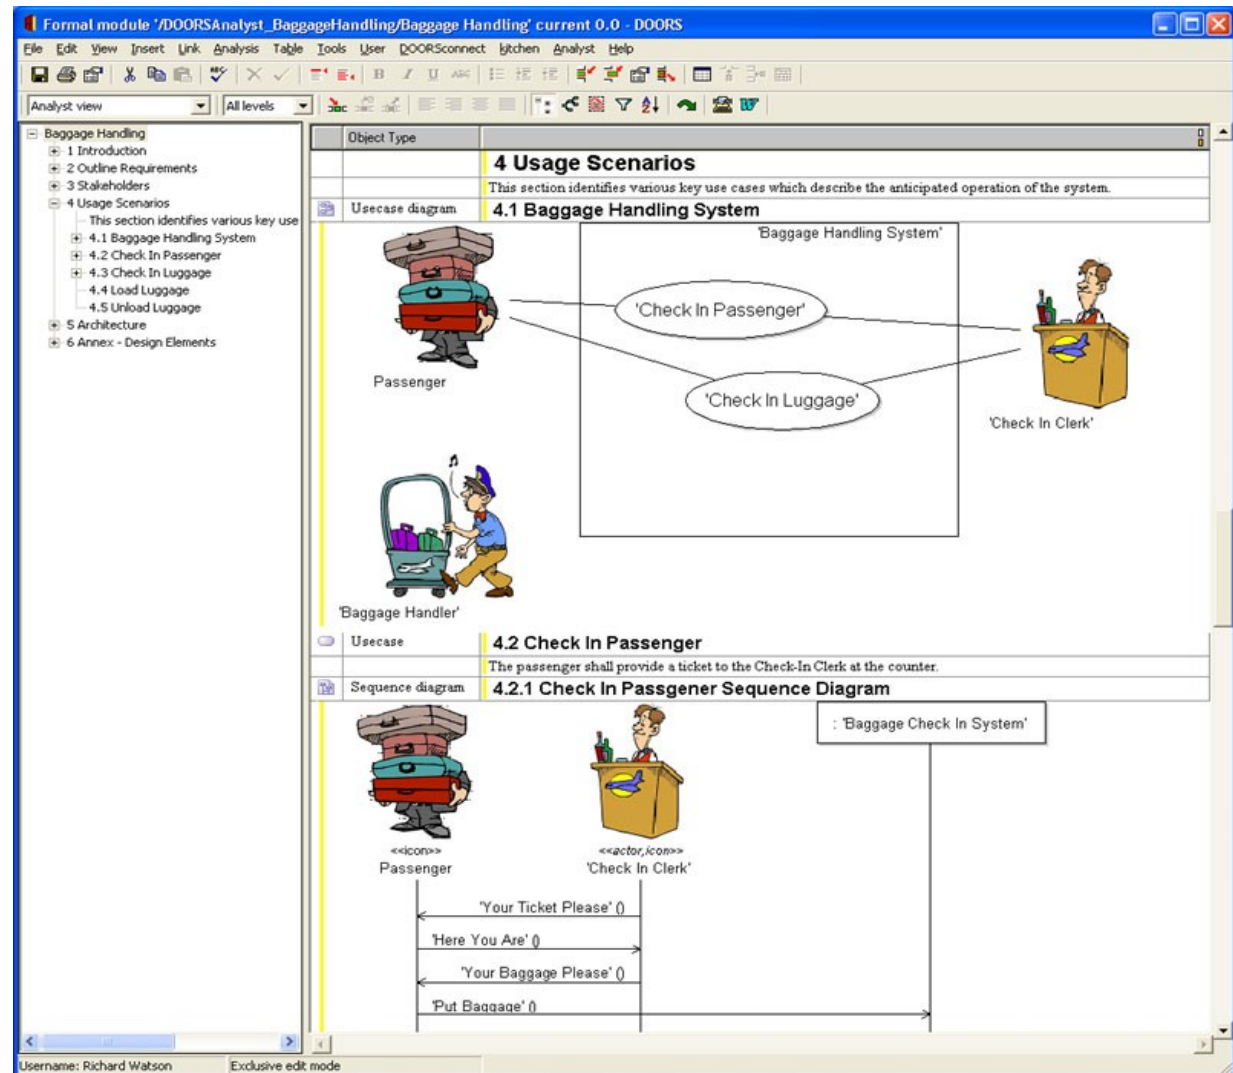 Formal module '/DOORSAnalyst_BaggageHandling/Baggage Handling' current 0.0 - DOORS
File Edit View Insert Link Analysis Table Tools User DOORSconnect kitchen Analyst Help
Analyst view All levels
Baggage Handling
1 Introduction
2 Outline Requirements
3 Stakeholders
4 Usage Scenarios
This section identifies various key use
4.1 Baggage Handling System
4.2 Check In Passenger
4.3 Check In Luggage
4.4 Load Luggage
4.5 Unload Luggage
5 Architecture
6 Annex - Design Elements
Object Type
4 Usage Scenarios
This section identifies various key use cases which describe the anticipated operation of the system.
Usecase diagram 4.1 Baggage Handling System
'Baggage Handling System'
'Check In Passenger'
Passenger
'Check In Luggage'
'Check In Clerk'
'Baggage Handler'
Usecase 4.2 Check In Passenger
The passenger shall provide a ticket to the Check-In Clerk at the counter.
Sequence diagram 4.2.1 Check In Passgener Sequence Diagram
: 'Baggage Check In System'
<<icon>> <<actor,icon>>
Passenger 'Check In Clerk'
'Your Ticket Please' ()
'Here You Are' ()
'Your Baggage Please' ()
'Put Baggage' ()
Username: Richard Watson Exclusive edit mode